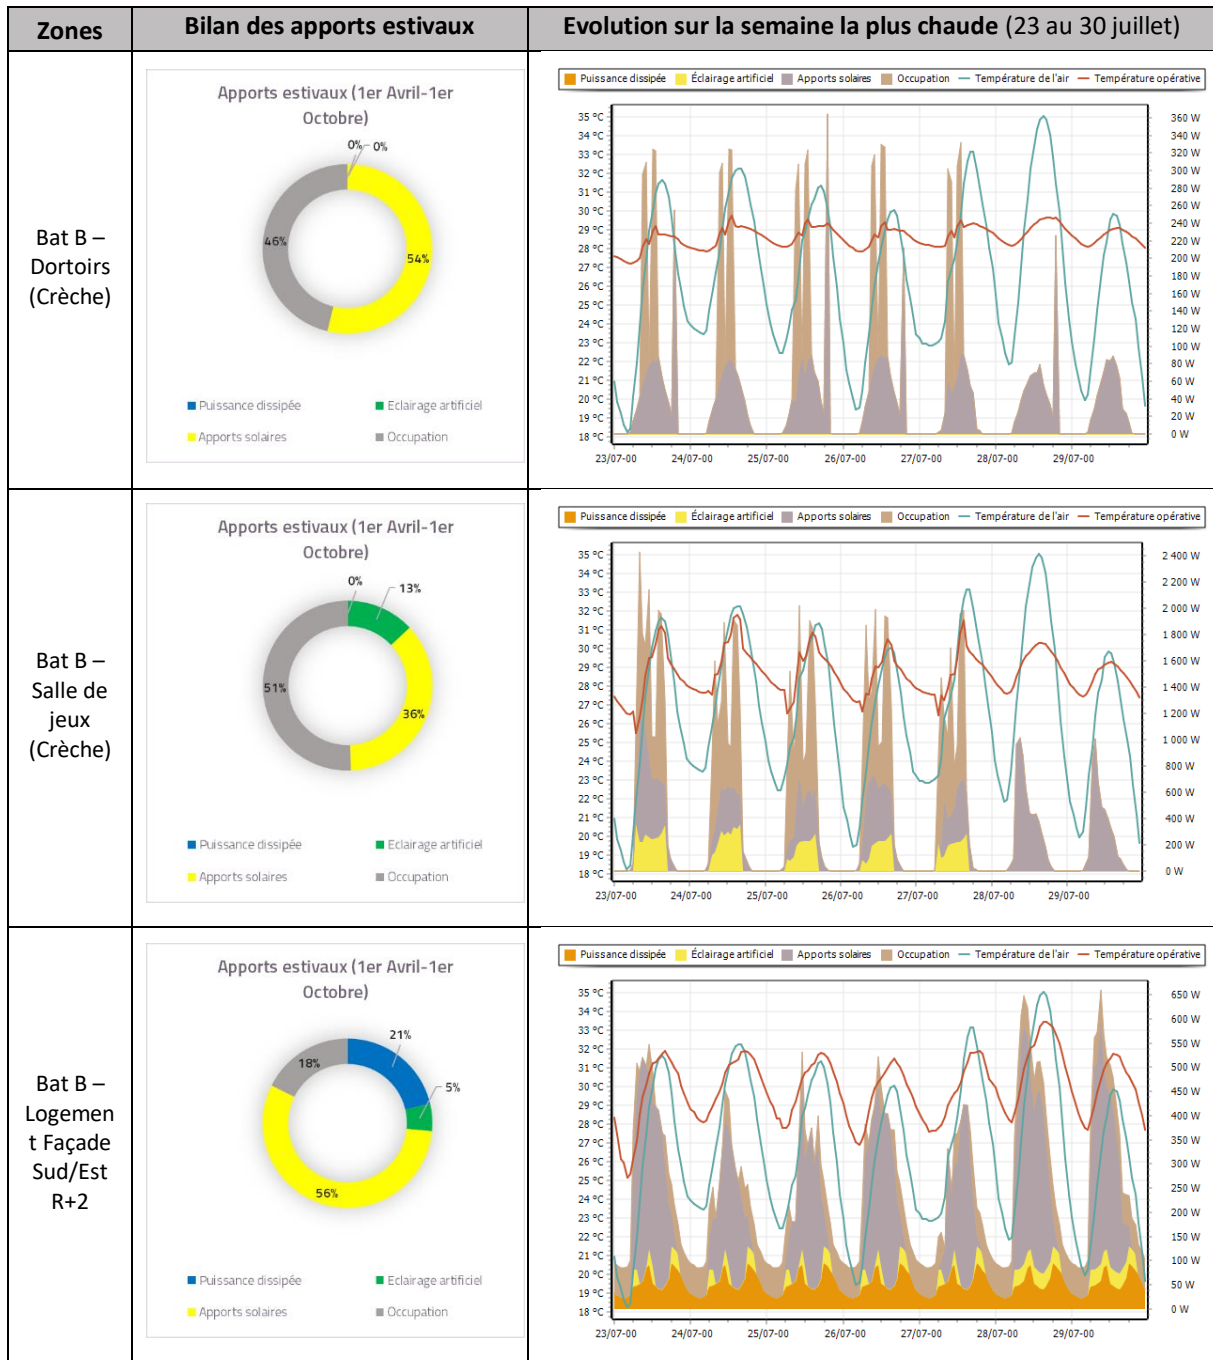 Zones
Bilan des apports estivaux
Evolution sur la semaine la plus chaude (23 au 30 juillet)
Bat B –
Dortoirs
(Crèche)
Apports estivaux (1er Avril-1er
Octobre)
0% 0%
46%
54%
Puissance dissipée Eclairage artificiel
Apports solaires Occupation
Puissance dissipée Éclairage artificiel Apports solaires Occupation Température de l'air Température opérative
35 °C 360 W
34 °C 340 W
33 °C 320 W
32 °C 300 W
31 °C 280 W
30 °C 260 W
29 °C 240 W
28 °C 220 W
27 °C 200 W
26 °C 180 W
25 °C 160 W
24 °C 140 W
23 °C 120 W
22 °C 100 W
21 °C 80 W
20 °C 60 W
19 °C 40 W
18 °C 20 W
0 W
23/07-00 24/07-00 25/07-00 26/07-00 27/07-00 28/07-00 29/07-00
Bat B –
Salle de
jeux
(Crèche)
Apports estivaux (1er Avril-1er
Octobre)
0% 13%
51%
36%
Puissance dissipée Eclairage artificiel
Apports solaires Occupation
Puissance dissipée Éclairage artificiel Apports solaires Occupation Température de l'air Température opérative
35 °C 2 400 W
34 °C 2 200 W
33 °C 2 000 W
32 °C 1 800 W
31 °C 1 600 W
30 °C 1 400 W
29 °C 1 200 W
28 °C 1 000 W
27 °C 800 W
26 °C 600 W
25 °C 400 W
24 °C 200 W
23 °C 0 W
22 °C
21 °C
20 °C
19 °C
18 °C
23/07-00 24/07-00 25/07-00 26/07-00 27/07-00 28/07-00 29/07-00
Bat B –
Logemen
t Façade
Sud/Est
R+2
Apports estivaux (1er Avril-1er
Octobre)
21%
18%
5%
56%
Puissance dissipée Eclairage artificiel
Apports solaires Occupation
Puissance dissipée Éclairage artificiel Apports solaires Occupation Température de l'air Température opérative
35 °C 650 W
34 °C 600 W
33 °C 550 W
32 °C 500 W
31 °C 450 W
30 °C 400 W
29 °C 350 W
28 °C 300 W
27 °C 250 W
26 °C 200 W
25 °C 150 W
24 °C 100 W
23 °C 50 W
22 °C 0 W
21 °C
20 °C
19 °C
18 °C
23/07-00 24/07-00 25/07-00 26/07-00 27/07-00 28/07-00 29/07-00